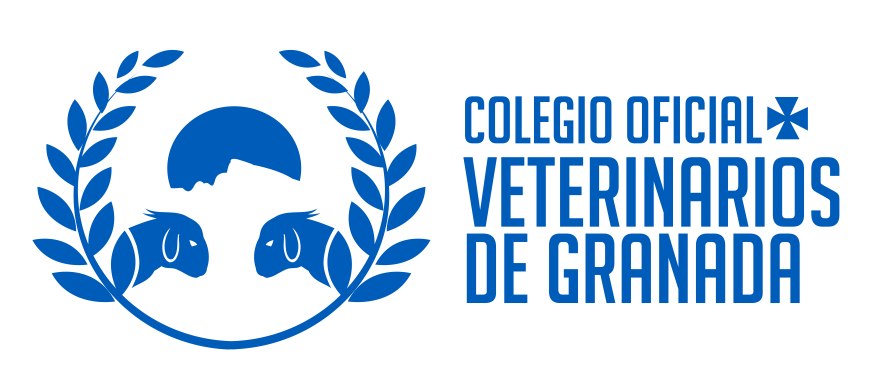 COLEGIO OFICIAL
VETERINARIOS
DE GRANADA